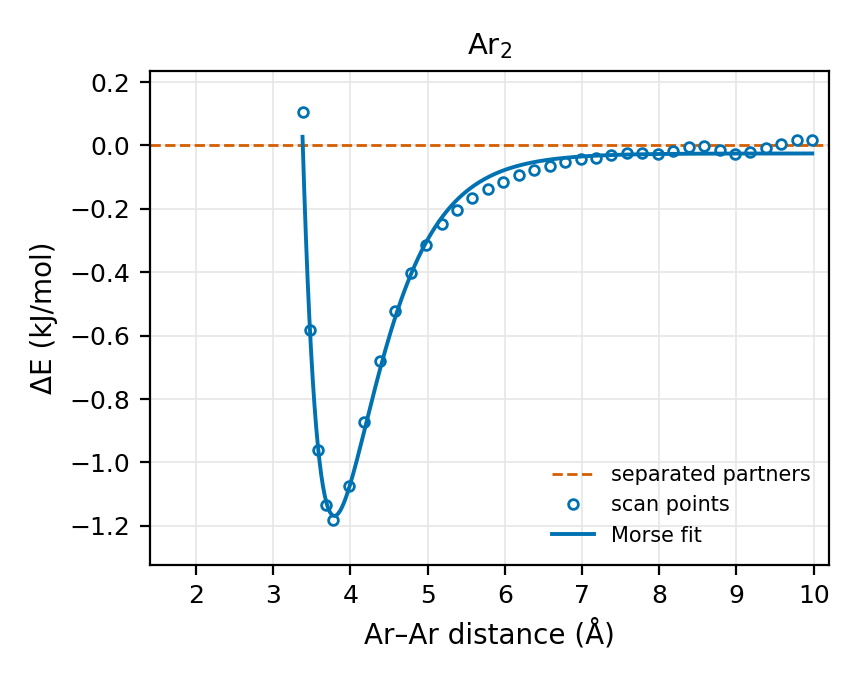 Ar₂
0.2
0.0
−0.2
−0.4
−0.6
−0.8
−1.0
−1.2
ΔE (kJ/mol)
separated partners
scan points
Morse fit
2 3 4 5 6 7 8 9 10
Ar–Ar distance (Å)